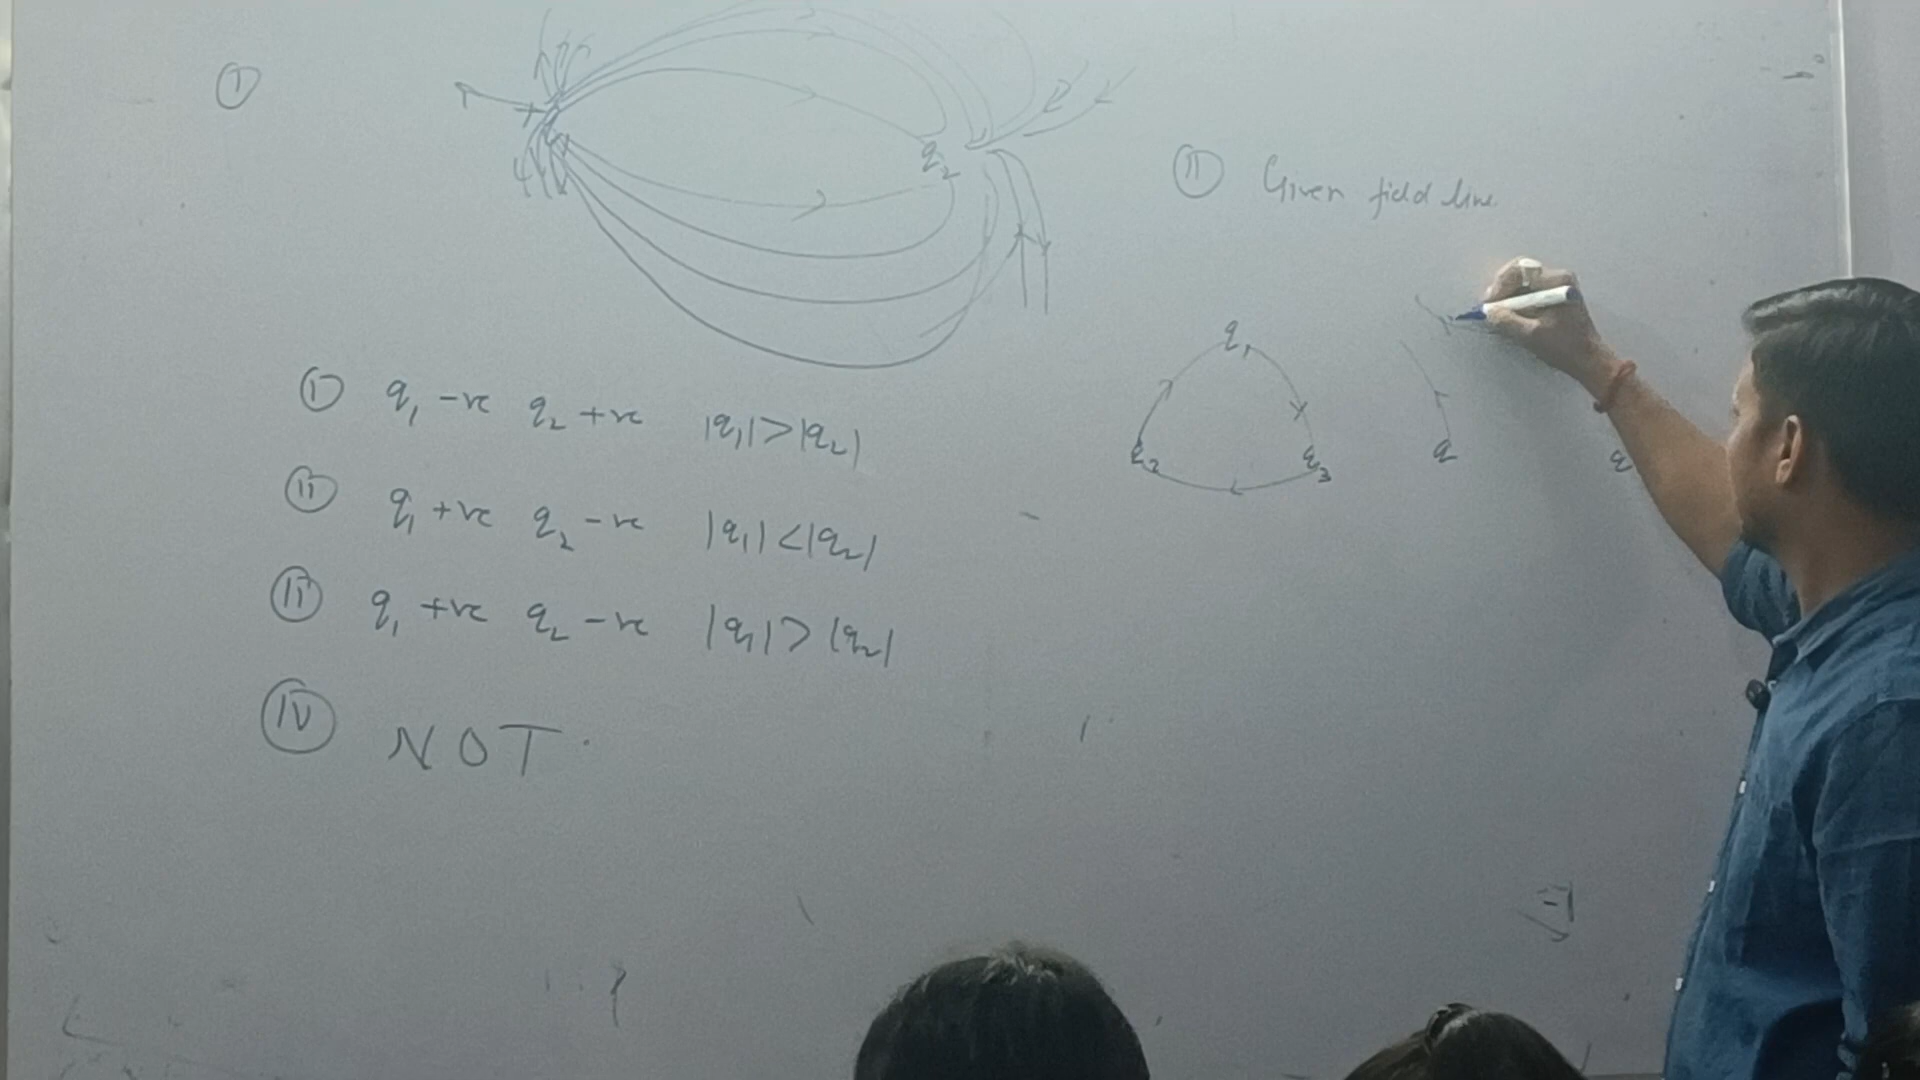 Ⓘ
q₂
Ⓘ q₁ -ve q₂ +ve |q₁| > |q₂|
Ⓘⓘ q₁ +ve q₂ -ve |q₁| < |q₂|
(III) q₁ +ve q₂ -ve |q₁| > |q₂|
(IV) NOT
(II) Given field line
q₁
q₂ q₃
q q